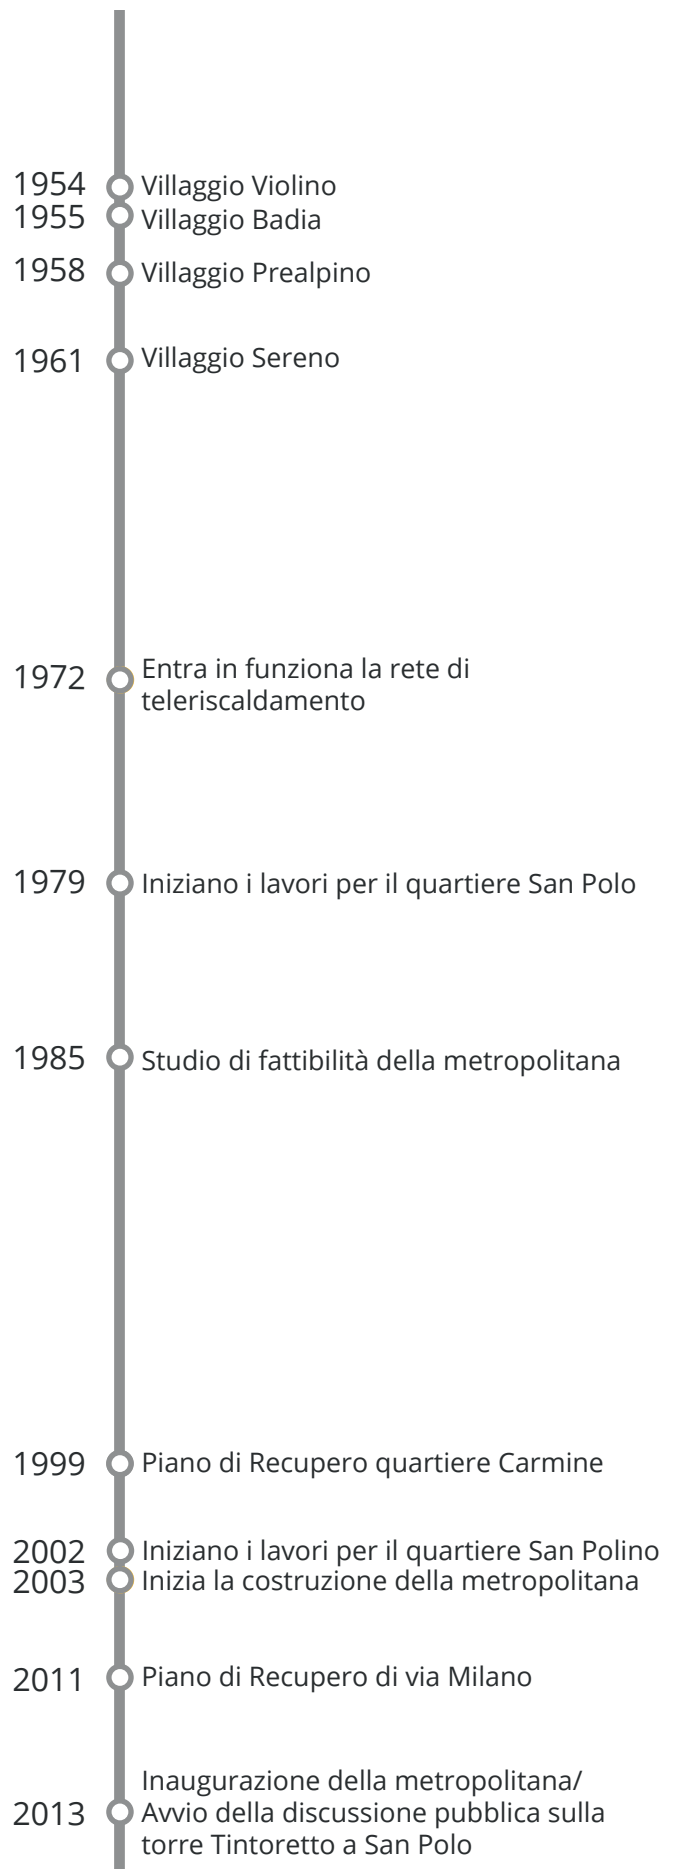 1954 Villaggio Violino
1955 Villaggio Badia
1958 Villaggio Prealpino
1961 Villaggio Sereno
1972 Entra in funziona la rete di
teleriscaldamento
1979 Iniziano i lavori per il quartiere San Polo
1985 Studio di fattibilità della metropolitana
1999 Piano di Recupero quartiere Carmine
2002 Iniziano i lavori per il quartiere San Polino
2003 Inizia la costruzione della metropolitana
2011 Piano di Recupero di via Milano
Inaugurazione della metropolitana/
2013 Avvio della discussione pubblica sulla
torre Tintoretto a San Polo